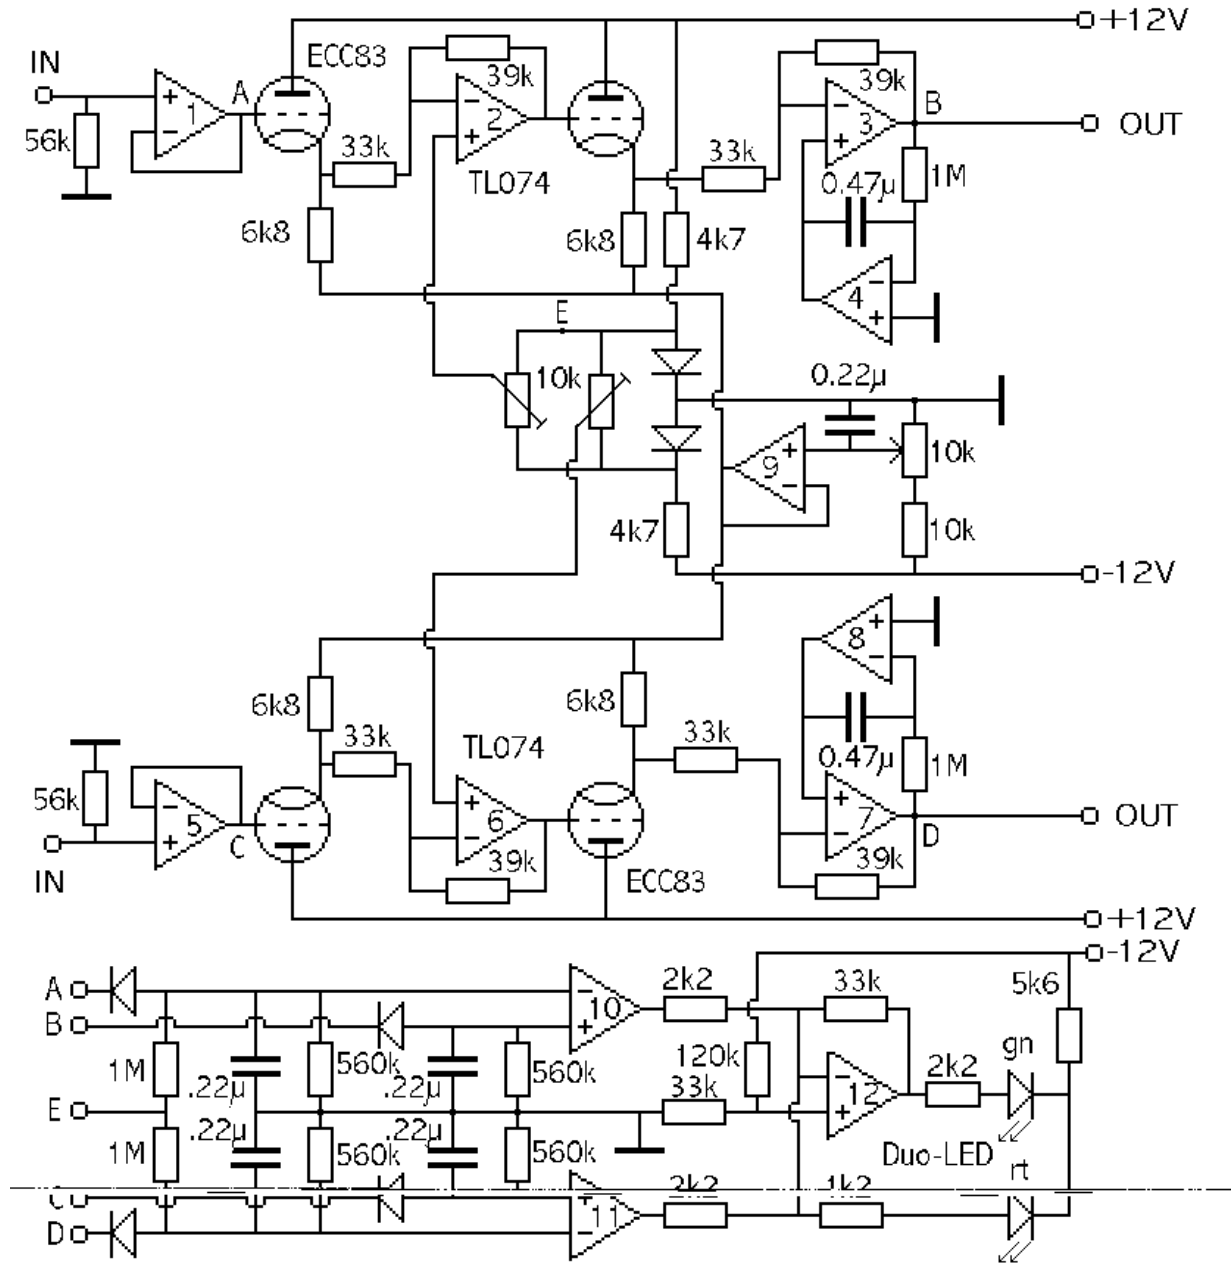 +12V
IN
ECC83
A
1
56k
39k
2
33k
TL074
6k8
6k8
4k7
33k
39k
3
B
OUT
0.47µ
1M
4
E
10k
0.22µ
9
10k
4k7
10k
-12V
8
6k8
6k8
33k
TL074
33k
0.47µ
1M
56k
5
C
IN
6
39k
ECC83
7
39k
D
OUT
+12V
-12V
A
B
10
2k2
33k
5k6
1M
.22µ
560k
.22µ
560k
120k
12
2k2
gn
E
33k
1M
.22µ
560k
.22µ
560k
Duo-LED
rt
C
2k2
1k2
D
11